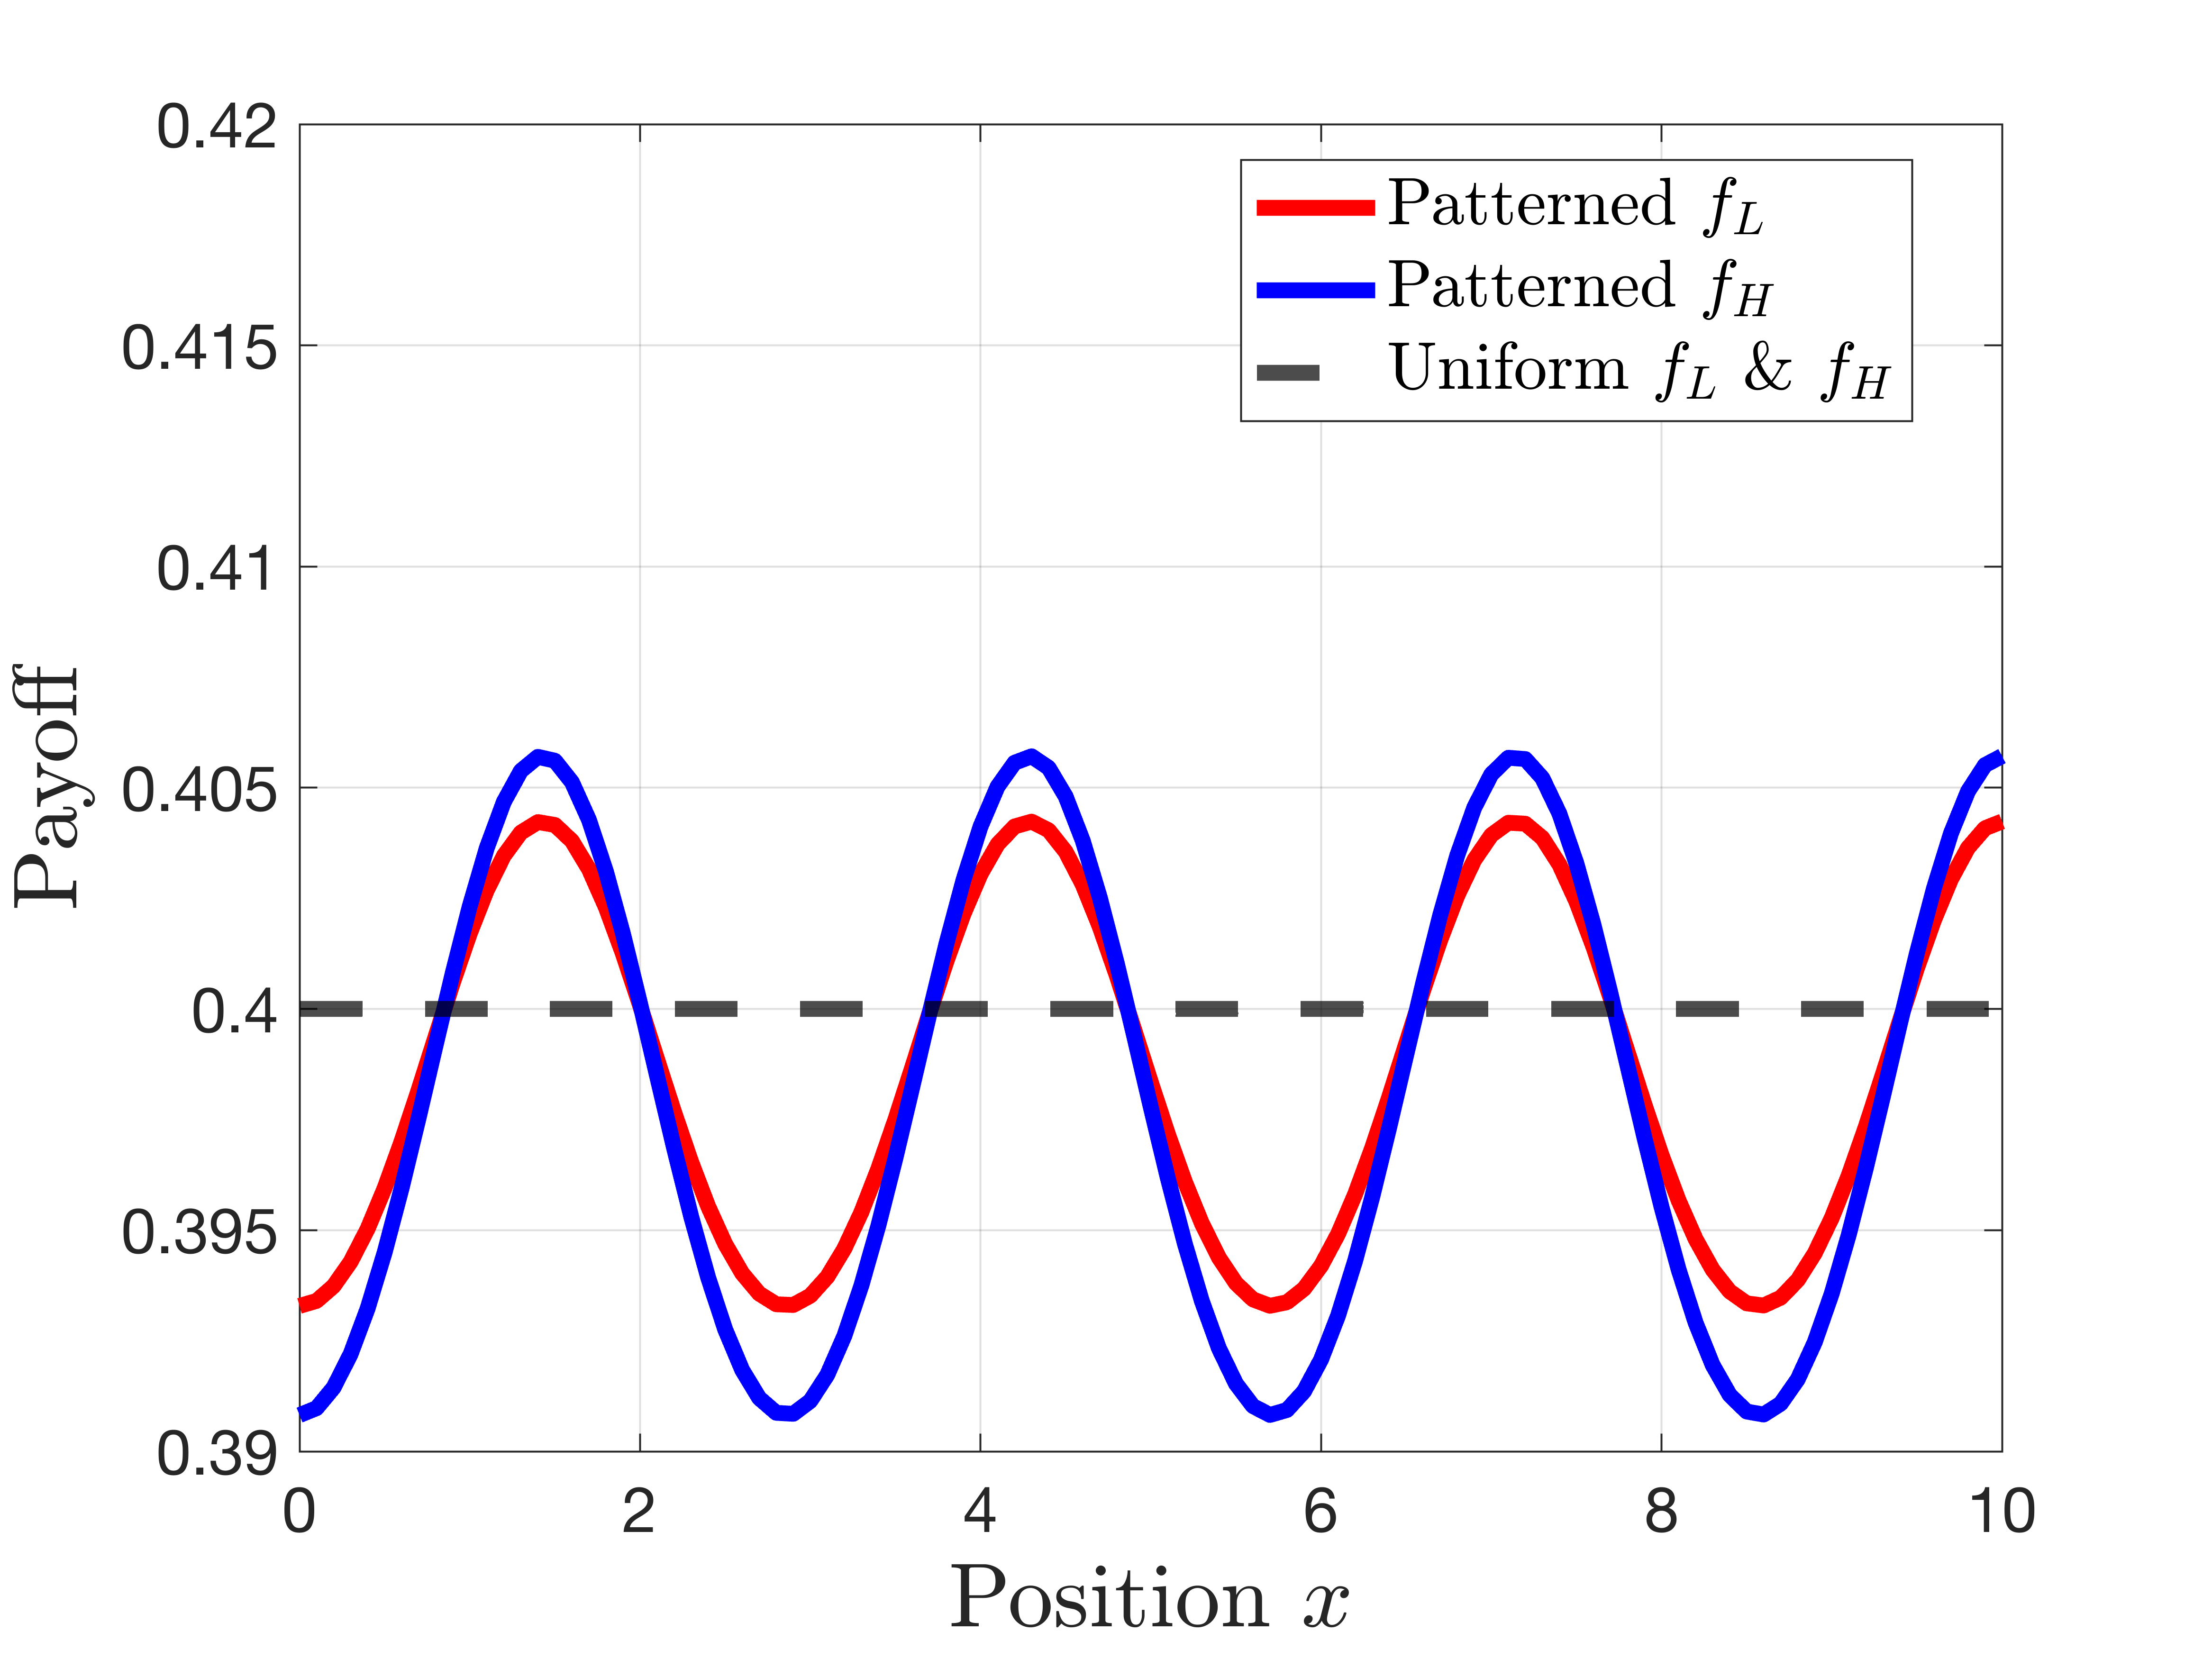 0.42
0.415
0.41
0.405
0.4
0.395
0.39
Payoff
Patterned f_L
Patterned f_H
Uniform f_L & f_H
0 2 4 6 8 10
Position x